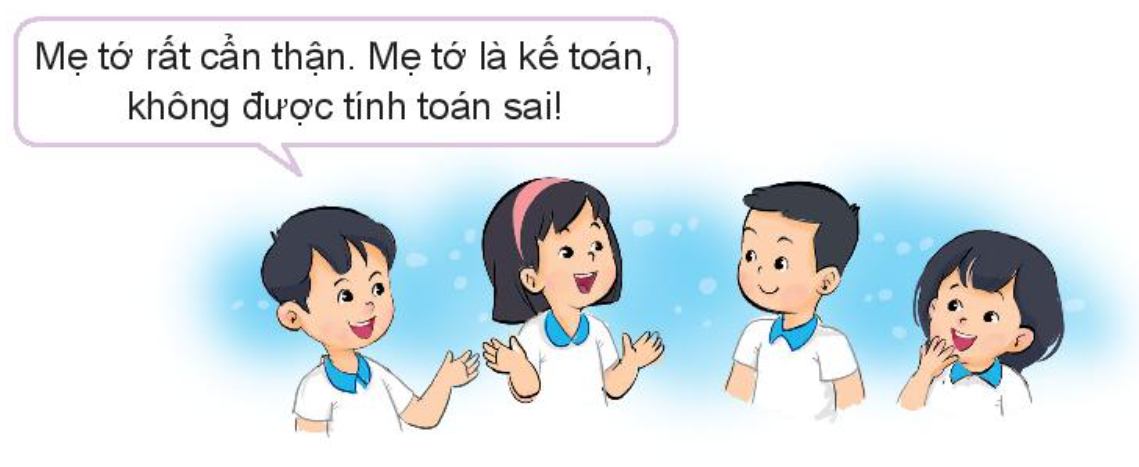 Mẹ tớ rất cẩn thận. Mẹ tớ là kế toán,
không được tính toán sai!